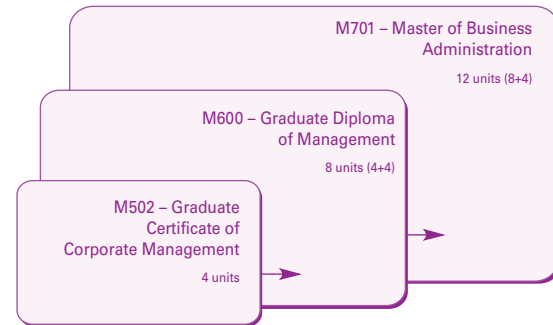 M701 – Master of Business
Administration
12 units (8+4)
M600 – Graduate Diploma
of Management
8 units (4+4)
M502 – Graduate
Certificate of
Corporate Management
4 units